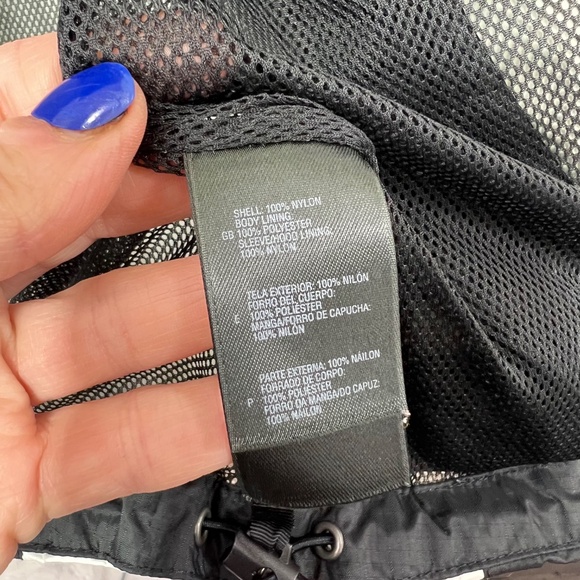 SHELL: 100% NYLON
BODY LINING:
GB 100% POLYESTER
SLEEVE/HOOD LINING:
100% NYLON
TELA EXTERIOR: 100% NILÓN
FORRO DEL CUERPO:
E 100% POLIÉSTER
MANGA/FORRO DE CAPUCHA:
100% NILÓN
PARTE EXTERNA: 100% NÁILON
FORRADO DE CORPO:
P 100% POLIÉSTER
FORRO DA MANGA/DO CAPUZ:
100% NÁILON